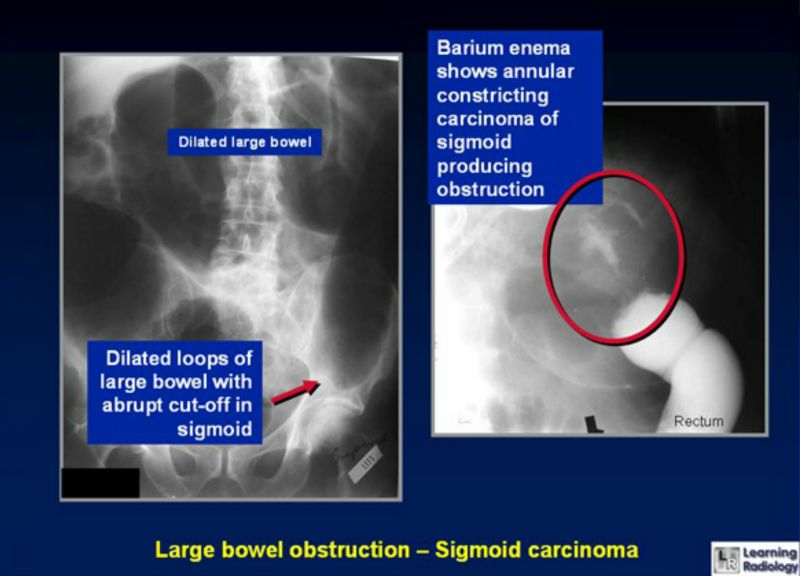 Barium enema
shows annular
constricting
carcinoma of
sigmoid
producing
obstruction
Dilated large bowel
Dilated loops of
large bowel with
abrupt cut-off in
sigmoid
L
Rectum
Large bowel obstruction – Sigmoid carcinoma
LR
Learning
Radiology